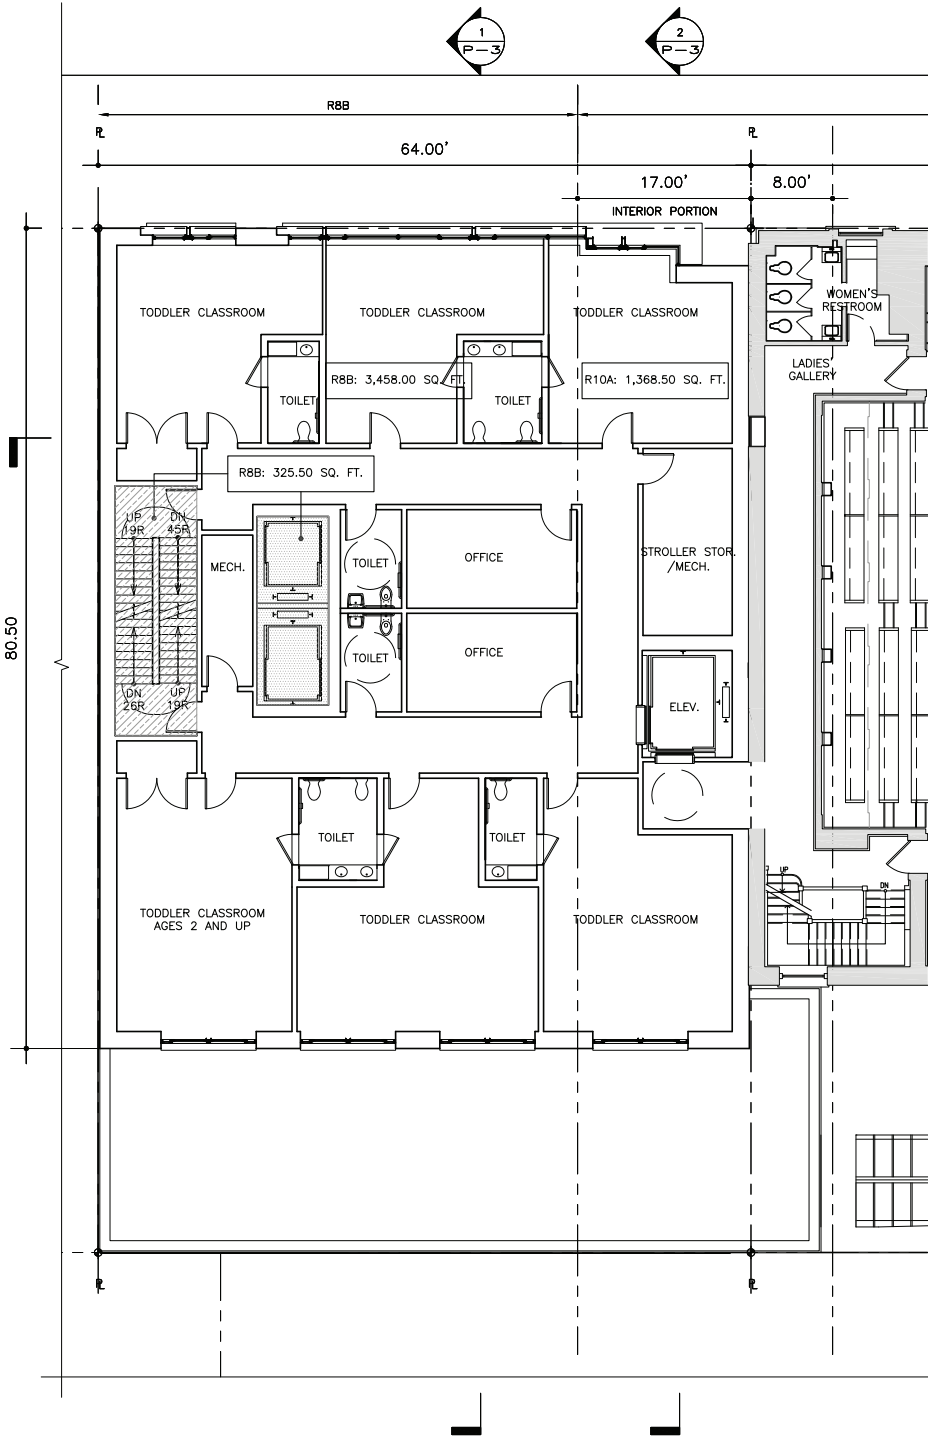 1
P-3
2
P-3
R8B
PL
PL
64.00'
17.00'
8.00'
INTERIOR PORTION
TODDLER CLASSROOM
TODDLER CLASSROOM
TODDLER CLASSROOM
WOMEN'S
RESTROOM
LADIES'
GALLERY
R8B: 3,458.00 SQ. FT.
R10A: 1,368.50 SQ. FT.
TOILET
TOILET
R8B: 325.50 SQ. FT.
UP
19R
DN
45R
MECH.
TOILET
OFFICE
STROLLER STOR.
/MECH.
80.50
TOILET
OFFICE
DN
26R
UP
19R
ELEV.
TOILET
TOILET
UP
DN
TODDLER CLASSROOM
AGES 2 AND UP
TODDLER CLASSROOM
TODDLER CLASSROOM
PL
PL